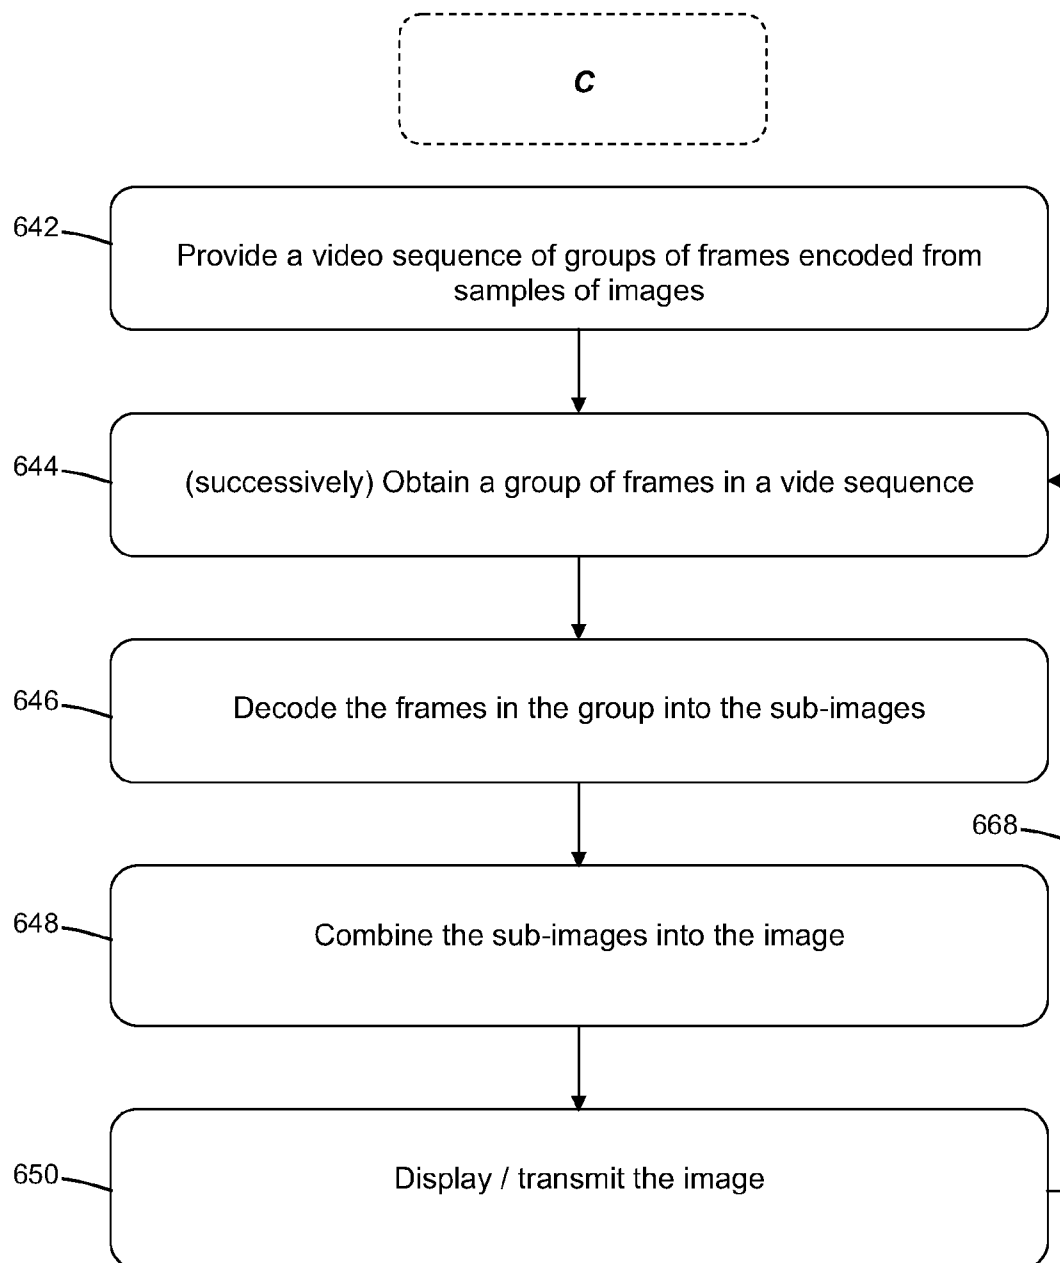 C
642
Provide a video sequence of groups of frames encoded from
samples of images
644
(successively) Obtain a group of frames in a vide sequence
646
Decode the frames in the group into the sub-images
668
648
Combine the sub-images into the image
650
Display / transmit the image